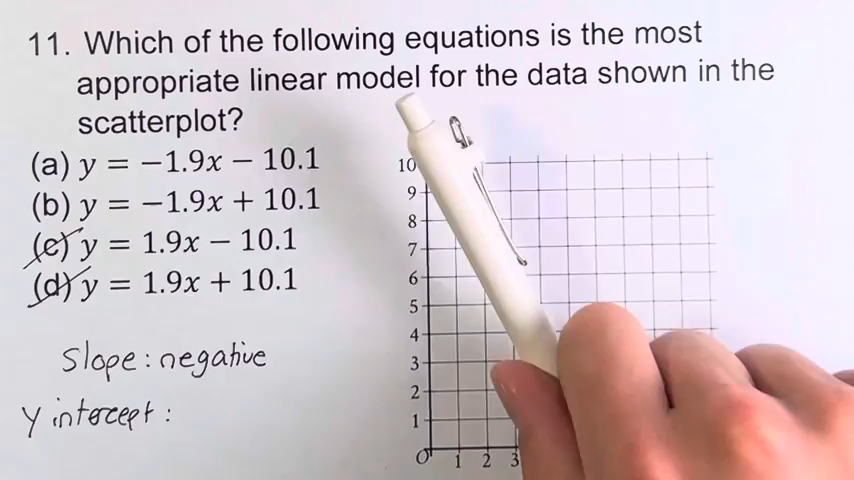 11. Which of the following equations is the most
appropriate linear model for the data shown in the
scatterplot?
(a) y = −1.9x − 10.1
(b) y = −1.9x + 10.1
(c) y = 1.9x − 10.1
(d) y = 1.9x + 10.1
slope: negative
y intercept:
10
9
8
7
6
5
4
3
2
1
O 1 2 3